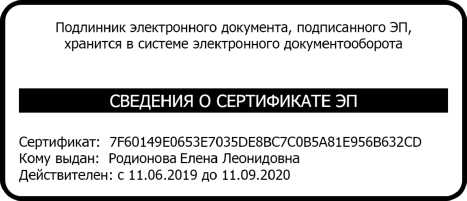 Подлинник электронного документа, подписанного ЭП,
хранится в системе электронного документооборота
СВЕДЕНИЯ О СЕРТИФИКАТЕ ЭП
Сертификат: 7F60149E0653E7035DE8BC7C0B5A81E956B632CD
Кому выдан: Родионова Елена Леонидовна
Действителен: с 11.06.2019 до 11.09.2020